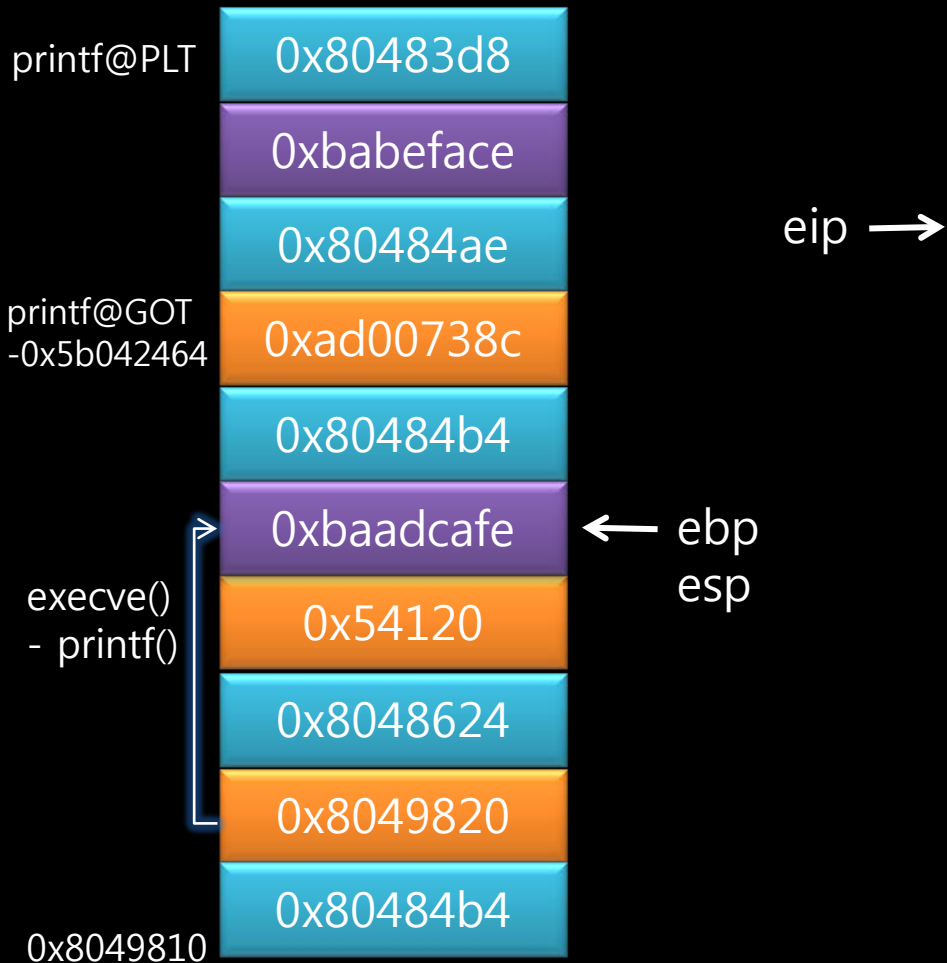 printf@PLT
0x80483d8
0xbabeface
0x80484ae
eip
printf@GOT
-0x5b042464
0xad00738c
0x80484b4
0xbaadcafe
ebp
esp
execve()
- printf()
0x54120
0x8048624
0x8049820
0x80484b4
0x8049810